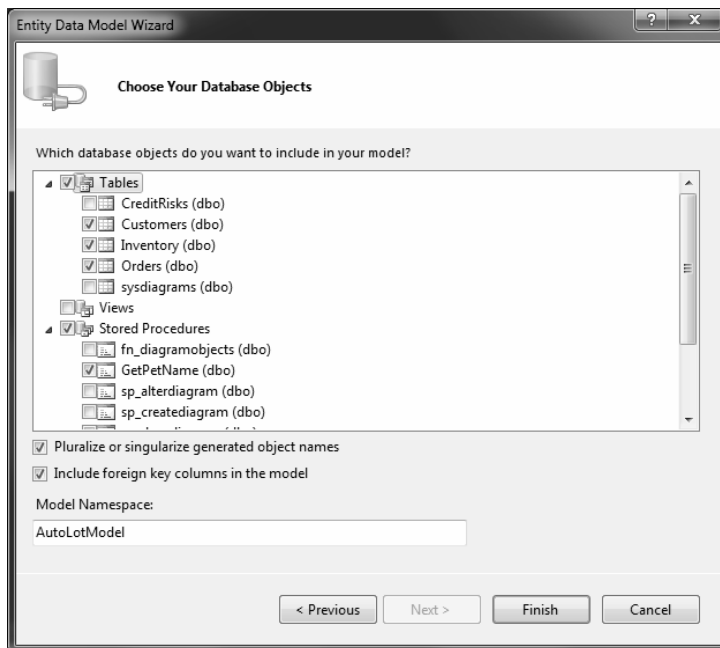 Entity Data Model Wizard
Choose Your Database Objects
Which database objects do you want to include in your model?
Tables
CreditRisks (dbo)
Customers (dbo)
Inventory (dbo)
Orders (dbo)
sysdiagrams (dbo)
Views
Stored Procedures
fn_diagramobjects (dbo)
GetPetName (dbo)
sp_alterdiagram (dbo)
sp_creatediagram (dbo)
Pluralize or singularize generated object names
Include foreign key columns in the model
Model Namespace:
AutoLotModel
< Previous Next > Finish Cancel